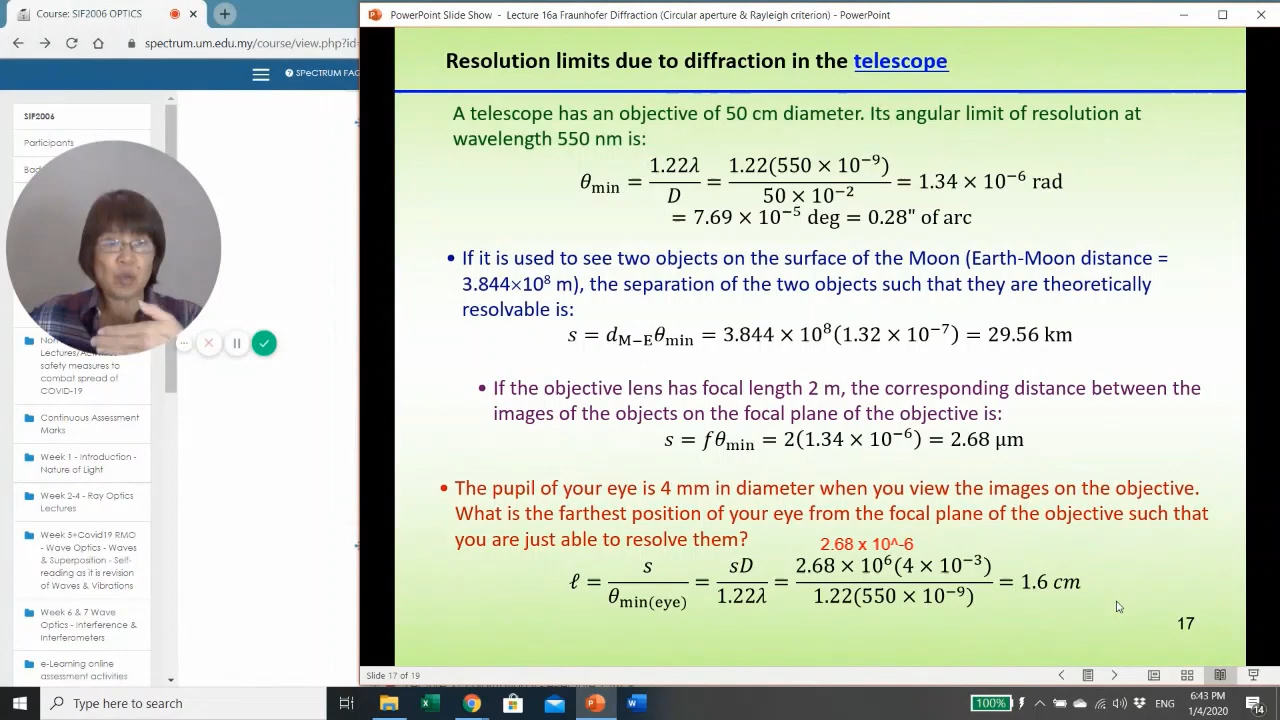 Course: SIF2006
PowerPoint Slide Show - Lecture 16a Fraunhofer Diffraction (Circular aperture & Rayleigh criterion) - PowerPoint
spectrum.um.edu.my/course/view.php?id
SPeCTRUM FAQ
SIF2006
Participants
Lectures/Activities
safety measures to
combat spread of
COVID-19
Continuous Assessment
Marks
Week 1 - Introduction -
Nature of Light
Week 2-4 - Ray Optics
Lectures
Week 5+Covid19 RMO
- Wave Optics - Waves
& Superposition - Self-
reading as it is revision
of Waves & Vibrations
Week 6 & 7 Wave
Optics - Interference &
Interferometers
e-Learning online
assessment activities
Resolution limits due to diffraction in the telescope
A telescope has an objective of 50 cm diameter. Its angular limit of resolution at
wavelength 550 nm is:
θmin = 1.22λ / D = 1.22(550 × 10⁻⁹) / 50 × 10⁻² = 1.34 × 10⁻⁶ rad
= 7.69 × 10⁻⁵ deg = 0.28" of arc
• If it is used to see two objects on the surface of the Moon (Earth-Moon distance =
3.844×10⁸ m), the separation of the two objects such that they are theoretically
resolvable is:
s = dM−Eθmin = 3.844 × 10⁸(1.32 × 10⁻⁷) = 29.56 km
• If the objective lens has focal length 2 m, the corresponding distance between the
images of the objects on the focal plane of the objective is:
s = fθmin = 2(1.34 × 10⁻⁶) = 2.68 μm
• The pupil of your eye is 4 mm in diameter when you view the images on the objective.
What is the farthest position of your eye from the focal plane of the objective such that
you are just able to resolve them?
2.68 x 10^-6
ℓ = s / θmin(eye) = sD / 1.22λ = 2.68 × 10⁶(4 × 10⁻³) / 1.22(550 × 10⁻⁹) = 1.6 cm
17
Slide 17 of 19
Type here to search
100%
ENG
6:43 PM
1/4/2020
14